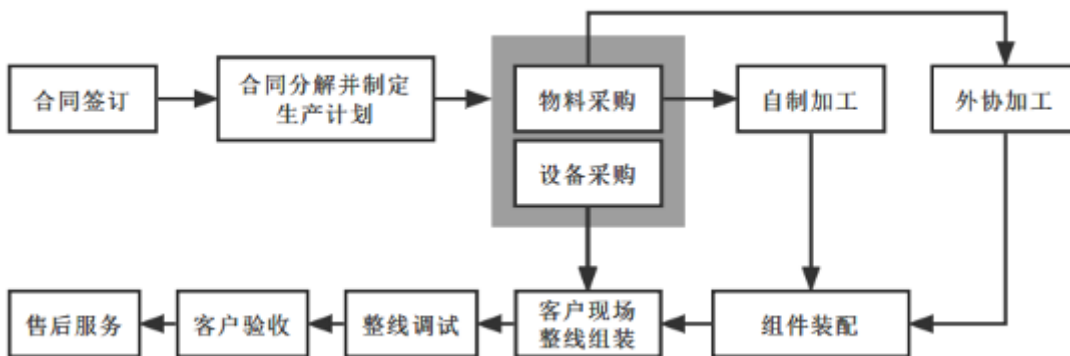 合同签订
合同分解并制定
生产计划
物料采购
自制加工
外协加工
设备采购
售后服务
客户验收
整线调试
客户现场
整线组装
组件装配